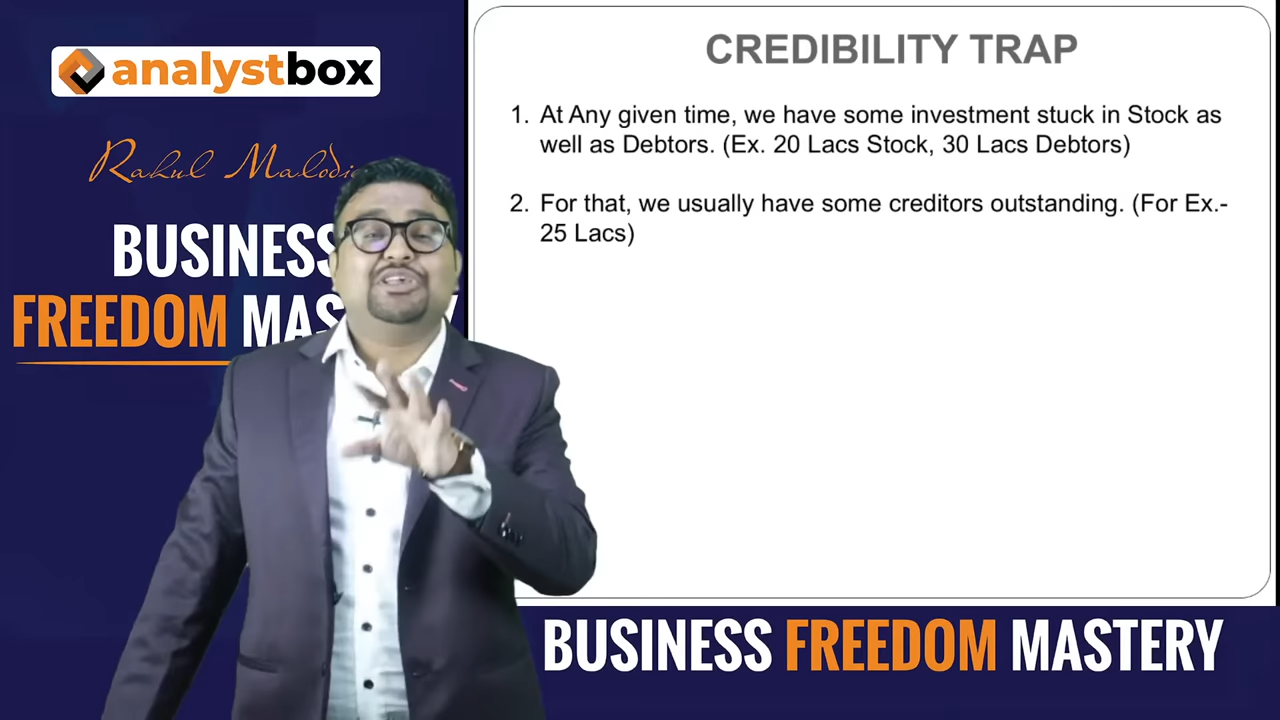 analystbox
Rahul
BUSINESS
FREEDOM
CREDIBILITY TRAP
1. At Any given time, we have some investment stuck in Stock as
well as Debtors. (Ex. 20 Lacs Stock, 30 Lacs Debtors)
2. For that, we usually have some creditors outstanding. (For Ex.-
25 Lacs)
BUSINESS FREEDOM MASTERY